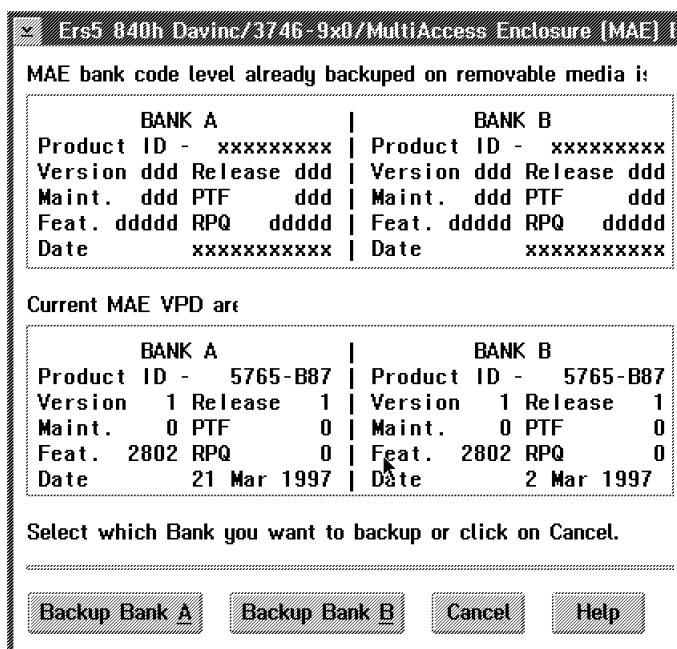 Ers5 840h Davinc/3746-9x0/MultiAccess Enclosure (MAE)
MAE bank code level already backuped on removable media is
BANK A | BANK B
Product ID - xxxxxxxxx | Product ID - xxxxxxxxx
Version ddd Release ddd | Version ddd Release ddd
Maint. ddd PTF ddd | Maint. ddd PTF ddd
Feat. ddddd RPQ ddddd | Feat. ddddd RPQ ddddd
Date xxxxxxxxxxx | Date xxxxxxxxxxx
Current MAE VPD are
BANK A | BANK B
Product ID - 5765-B87 | Product ID - 5765-B87
Version 1 Release 1 | Version 1 Release 1
Maint. 0 PTF 0 | Maint. 0 PTF 0
Feat. 2802 RPQ 0 | Feat. 2802 RPQ 0
Date 21 Mar 1997 | Date 2 Mar 1997
Select which Bank you want to backup or click on Cancel.
Backup Bank A Backup Bank B Cancel Help